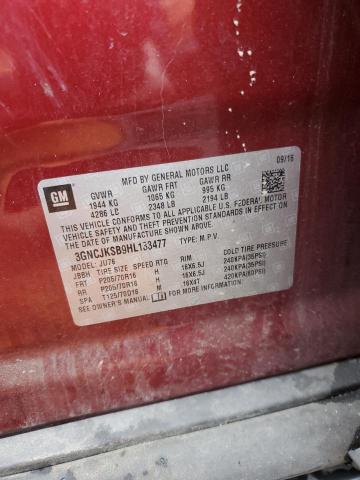 GM
MFD BY GENERAL MOTORS LLC 09/16
GVWR GAWR FRT GAWR RR
1944 KG 1065 KG 995 KG
4286 LB 2348 LB 2194 LB
THIS VEHICLE CONFORMS TO ALL APPLICABLE U.S. FEDERAL MOTOR
VEHICLE SAFETY, BUMPER, AND THEFT PREVENTION STANDARDS IN EFFECT ON THE DATE OF
MANUFACTURE SHOWN ABOVE.
3GNCJKSB9HL133477 TYPE: M.P.V.
MODEL: JU76
JBBH TIRE SIZE SPEED RTG RIM COLD TIRE PRESSURE
FRT P205/70R16 H 16X6.5J 240KPA(35PSI)
RR P205/70R16 H 16X6.5J 240KPA(35PSI)
SPA T125/70D16 M 16X4T 420KPA(60PSI)
SEE OWNER'S MANUAL FOR MORE INFORMATION.